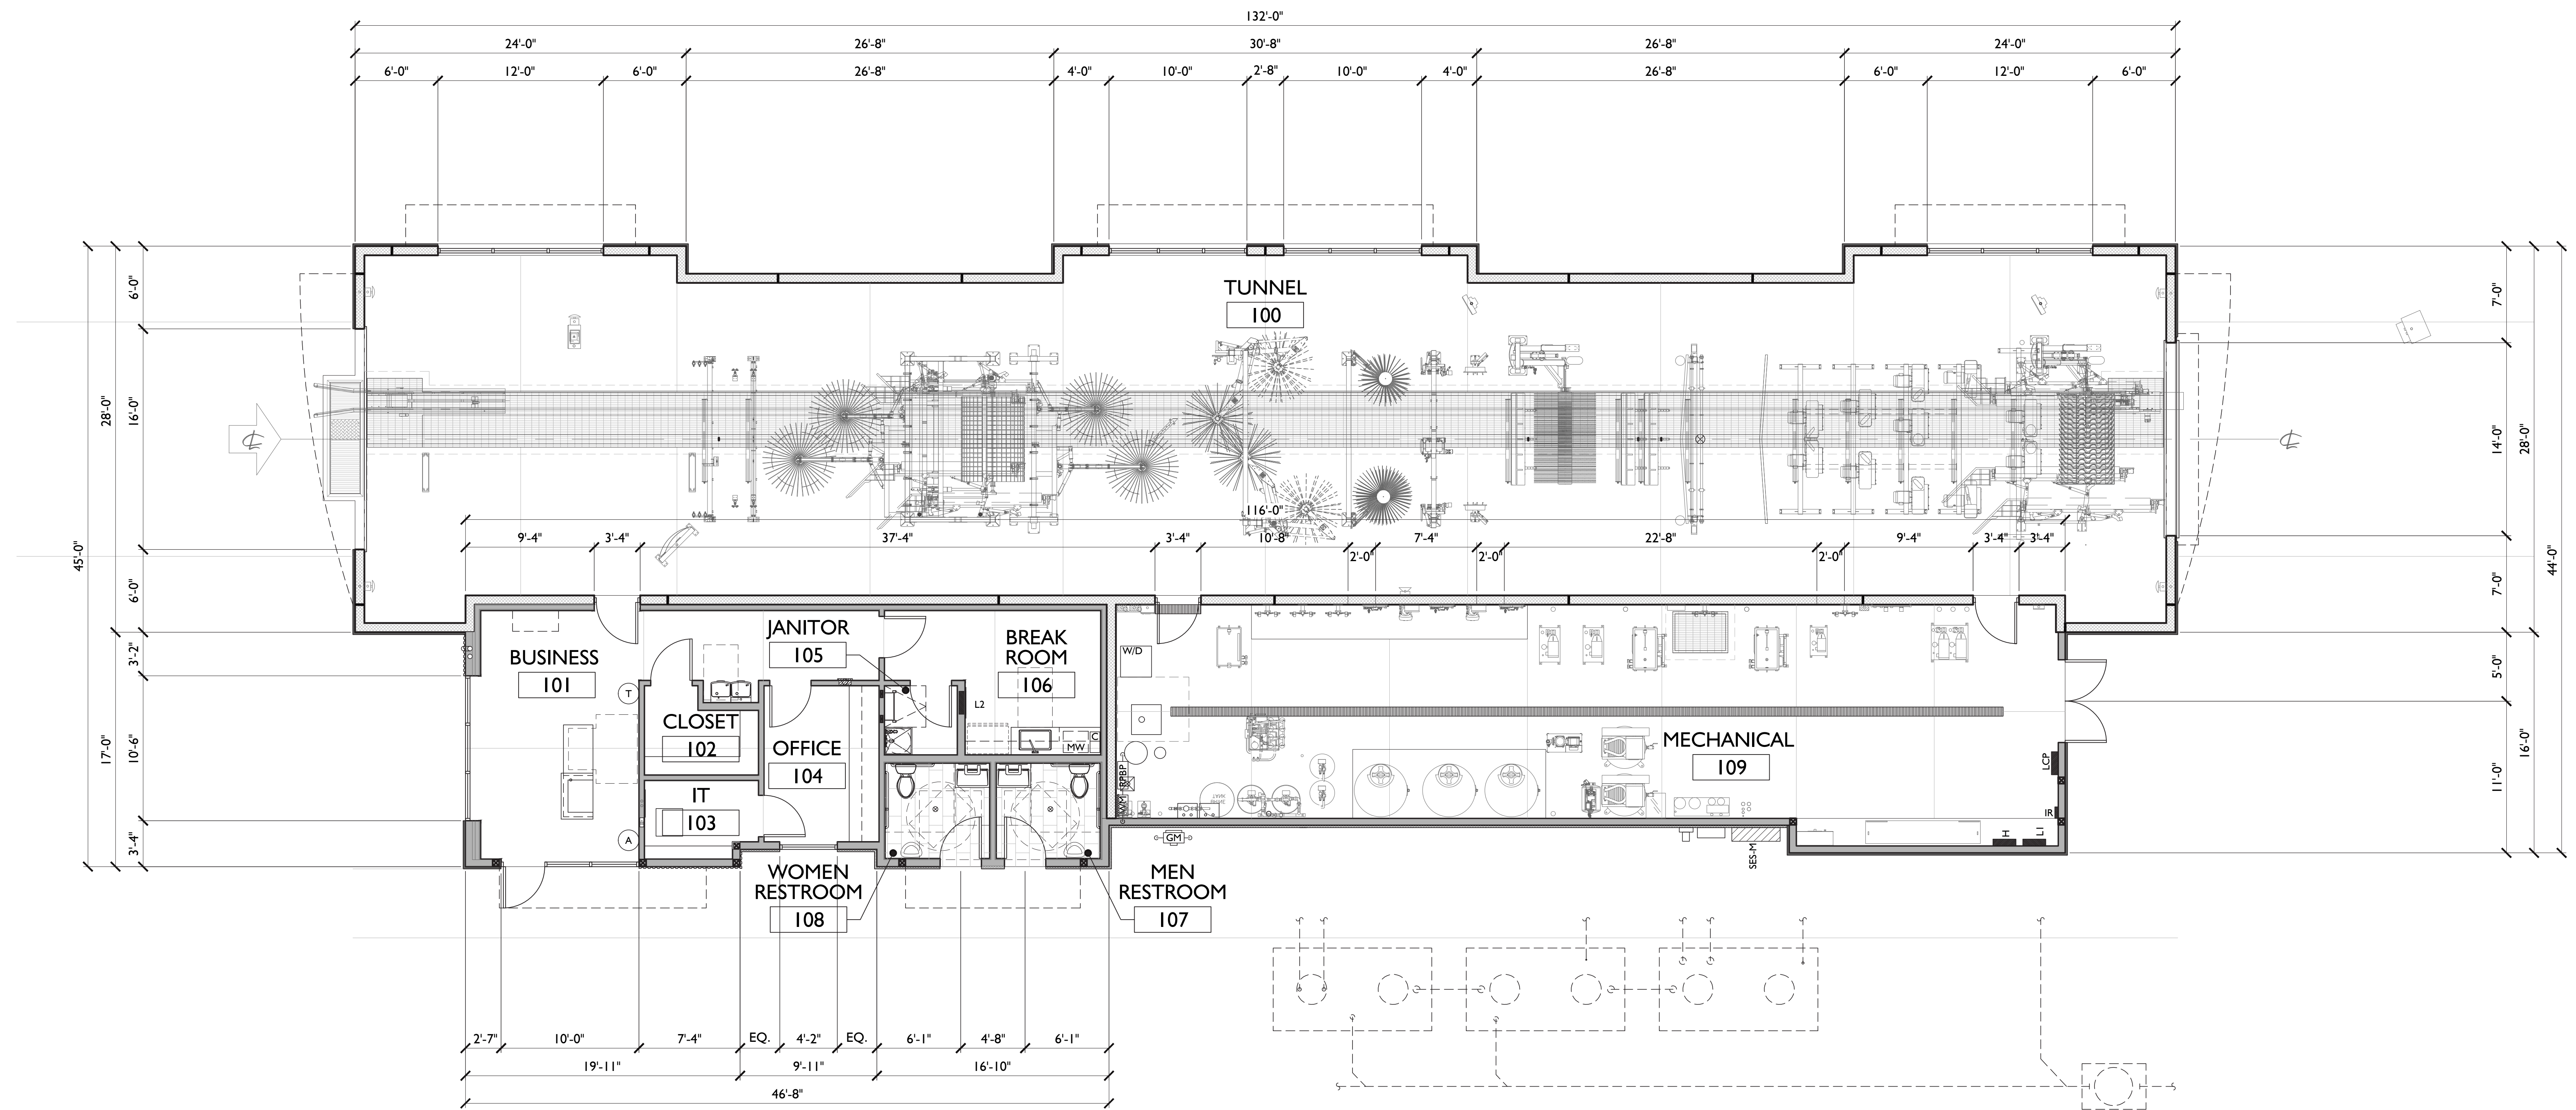 132'-0"
24'-0" 26'-8" 30'-8" 26'-8" 24'-0"
6'-0" 12'-0" 6'-0" 26'-8" 4'-0" 10'-0" 2'-8" 10'-0" 4'-0" 26'-8" 6'-0" 12'-0" 6'-0"
TUNNEL
100
6'-0"
16'-0"
6'-0"
28'-0"
45'-0"
3'-2"
10'-6"
3'-4"
17'-0"
7'-0"
14'-0"
7'-0"
28'-0"
44'-0"
5'-0"
11'-0"
16'-0"
116'-0"
9'-4" 3'-4" 37'-4" 3'-4" 10'-8" 2'-0" 7'-4" 2'-0" 22'-8" 2'-0" 9'-4" 3'-4" 3'-4"
BUSINESS
101
JANITOR
105
BREAK
ROOM
106
W/D
T
L2
CLOSET
102
OFFICE
104
MW
C
MECHANICAL
109
IT
103
A
RPBP
WM
LCP
IR
H
L1
GM
SES-M
WOMEN
RESTROOM
108
MEN
RESTROOM
107
2'-7" 10'-0" 7'-4" EQ. 4'-2" EQ. 6'-1" 4'-8" 6'-1"
19'-11" 9'-11" 16'-10"
46'-8"